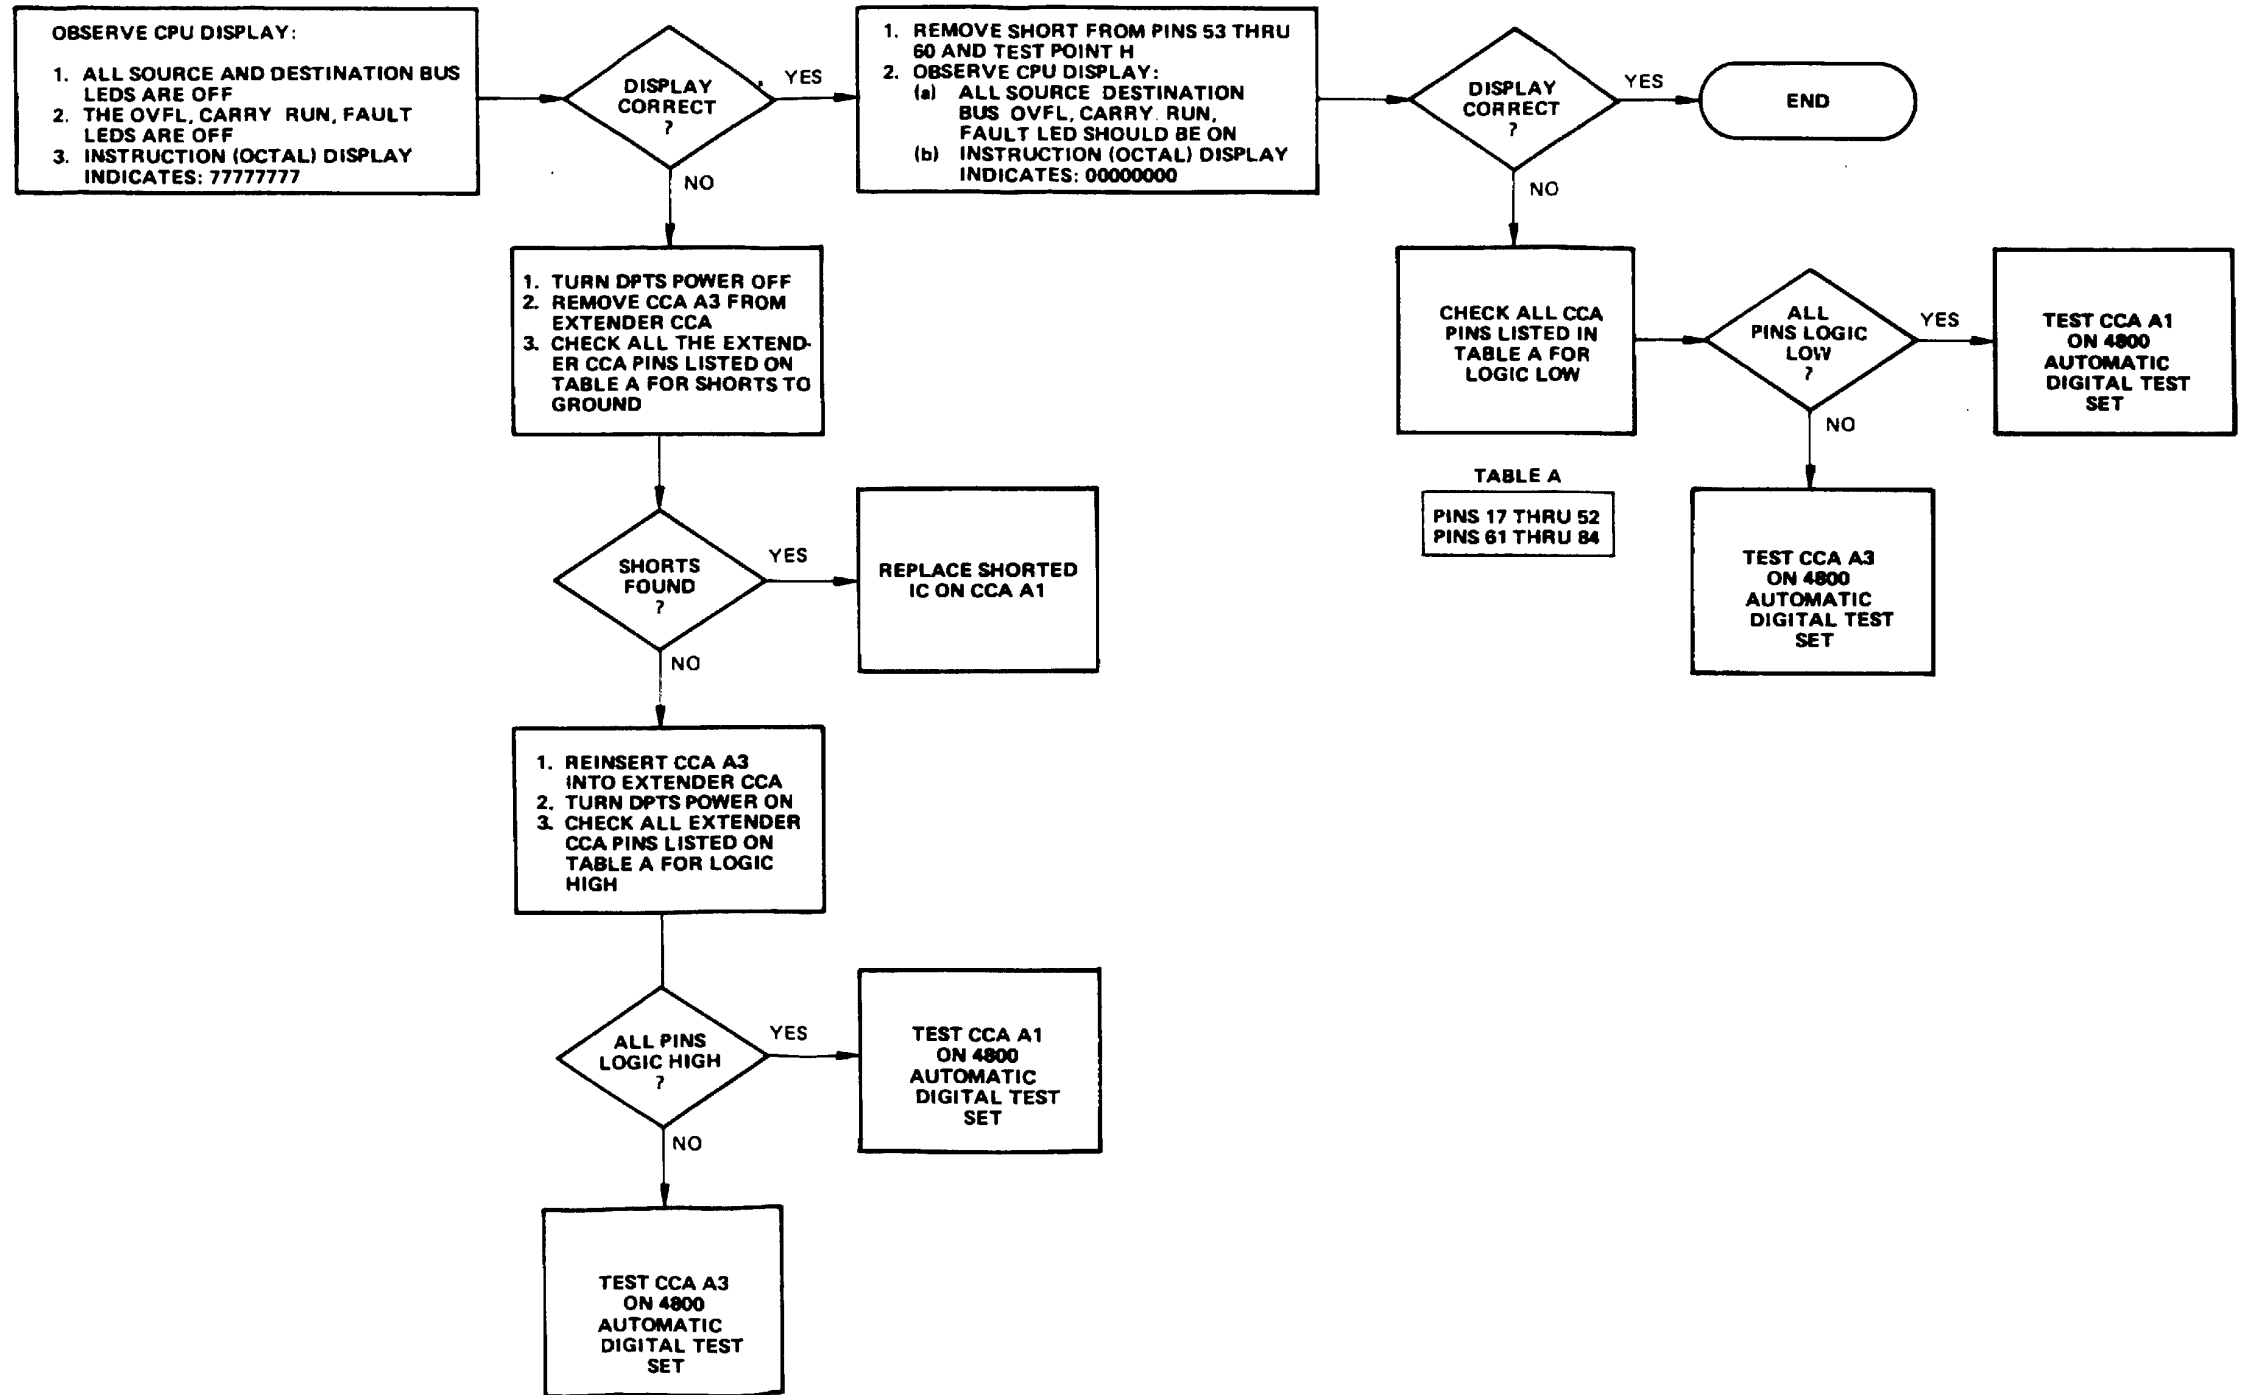 OBSERVE CPU DISPLAY:
1. ALL SOURCE AND DESTINATION BUS
LEDS ARE OFF
2. THE OVFL, CARRY RUN, FAULT
LEDS ARE OFF
3. INSTRUCTION (OCTAL) DISPLAY
INDICATES: 77777777
DISPLAY
CORRECT
?
YES
NO
1. REMOVE SHORT FROM PINS 53 THRU
60 AND TEST POINT H
2. OBSERVE CPU DISPLAY:
(a) ALL SOURCE DESTINATION
BUS OVFL, CARRY. RUN,
FAULT LED SHOULD BE ON
(b) INSTRUCTION (OCTAL) DISPLAY
INDICATES: 00000000
DISPLAY
CORRECT
?
YES
NO
END
1. TURN DPTS POWER OFF
2. REMOVE CCA A3 FROM
EXTENDER CCA
3. CHECK ALL THE EXTEND-
ER CCA PINS LISTED ON
TABLE A FOR SHORTS TO
GROUND
CHECK ALL CCA
PINS LISTED IN
TABLE A FOR
LOGIC LOW
ALL
PINS LOGIC
LOW
?
YES
NO
TEST CCA A1
ON 4800
AUTOMATIC
DIGITAL TEST
SET
TABLE A
PINS 17 THRU 52
PINS 61 THRU 84
TEST CCA A3
ON 4800
AUTOMATIC
DIGITAL TEST
SET
SHORTS
FOUND
?
YES
NO
REPLACE SHORTED
IC ON CCA A1
1. REINSERT CCA A3
INTO EXTENDER CCA
2. TURN DPTS POWER ON
3. CHECK ALL EXTENDER
CCA PINS LISTED ON
TABLE A FOR LOGIC
HIGH
ALL PINS
LOGIC HIGH
?
YES
NO
TEST CCA A1
ON 4800
AUTOMATIC
DIGITAL TEST
SET
TEST CCA A3
ON 4800
AUTOMATIC
DIGITAL TEST
SET